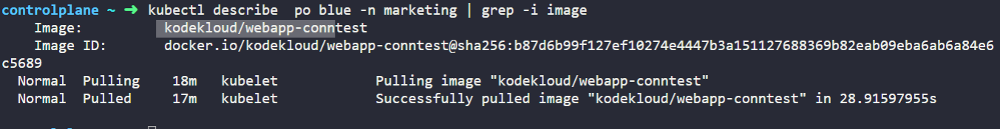 controlplane ~ ➜ kubectl describe  po blue -n marketing | grep -i image
    Image:          kodekloud/webapp-conntest
    Image ID:       docker.io/kodekloud/webapp-conntest@sha256:b87d6b99f127ef10274e4447b3a151127688369b82eab09eba6ab6a84e6
c5689
  Normal  Pulling    18m   kubelet            Pulling image "kodekloud/webapp-conntest"
  Normal  Pulled     17m   kubelet            Successfully pulled image "kodekloud/webapp-conntest" in 28.91597955s